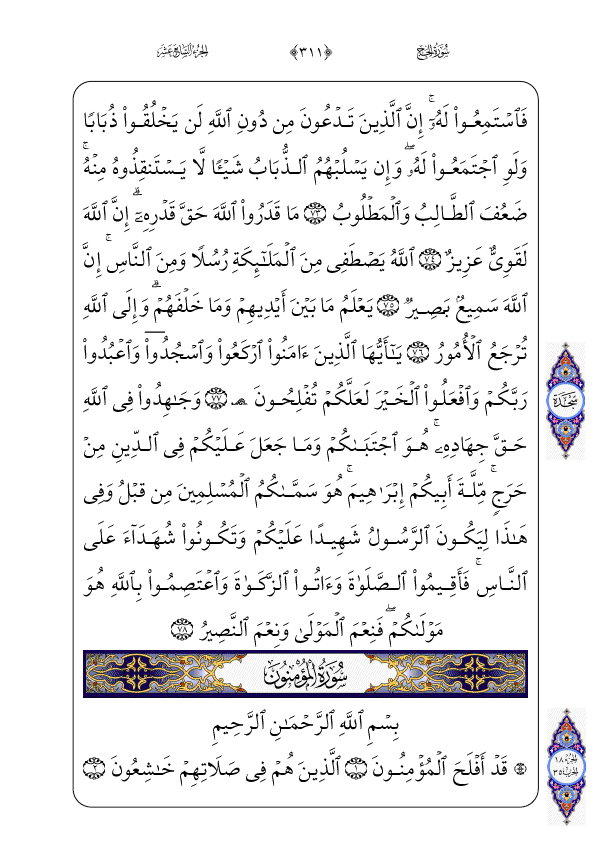 سُورَةُ الحَجِّ ﴿٣١١﴾ الجُزْءُ السَّابِعَ عَشَرَ
فَٱسْتَمِعُوا۟ لَهُۥٓ ۚ إِنَّ ٱلَّذِينَ تَدْعُونَ مِن دُونِ ٱللَّهِ لَن يَخْلُقُوا۟ ذُبَابًا
وَلَوِ ٱجْتَمَعُوا۟ لَهُۥ ۖ وَإِن يَسْلُبْهُمُ ٱلذُّبَابُ شَيْـًٔا لَّا يَسْتَنقِذُوهُ مِنْهُ ۚ
ضَعُفَ ٱلطَّالِبُ وَٱلْمَطْلُوبُ ٧٣ مَا قَدَرُوا۟ ٱللَّهَ حَقَّ قَدْرِهِۦٓ ۗ إِنَّ ٱللَّهَ
لَقَوِىٌّ عَزِيزٌ ٧٤ ٱللَّهُ يَصْطَفِى مِنَ ٱلْمَلَـٰٓئِكَةِ رُسُلًا وَمِنَ ٱلنَّاسِ ۚ إِنَّ
ٱللَّهَ سَمِيعٌۢ بَصِيرٌ ٧٥ يَعْلَمُ مَا بَيْنَ أَيْدِيهِمْ وَمَا خَلْفَهُمْ ۗ وَإِلَى ٱللَّهِ
تُرْجَعُ ٱلْأُمُورُ ٧٦ يَـٰٓأَيُّهَا ٱلَّذِينَ ءَامَنُوا۟ ٱرْكَعُوا۟ وَٱسْجُدُوا۟ وَٱعْبُدُوا۟
رَبَّكُمْ وَٱفْعَلُوا۟ ٱلْخَيْرَ لَعَلَّكُمْ تُفْلِحُونَ ۩ ٧٧ وَجَـٰهِدُوا۟ فِى ٱللَّهِ
سَجْدَة
حَقَّ جِهَادِهِۦ ۚ هُوَ ٱجْتَبَىٰكُمْ وَمَا جَعَلَ عَلَيْكُمْ فِى ٱلدِّينِ مِنْ
حَرَجٍ ۚ مِّلَّةَ أَبِيكُمْ إِبْرَٰهِيمَ ۚ هُوَ سَمَّىٰكُمُ ٱلْمُسْلِمِينَ مِن قَبْلُ وَفِى
هَـٰذَا لِيَكُونَ ٱلرَّسُولُ شَهِيدًا عَلَيْكُمْ وَتَكُونُوا۟ شُهَدَآءَ عَلَى
ٱلنَّاسِ ۚ فَأَقِيمُوا۟ ٱلصَّلَوٰةَ وَءَاتُوا۟ ٱلزَّكَوٰةَ وَٱعْتَصِمُوا۟ بِٱللَّهِ هُوَ
مَوْلَىٰكُمْ ۖ فَنِعْمَ ٱلْمَوْلَىٰ وَنِعْمَ ٱلنَّصِيرُ ٧٨
سُورَةُ المُؤْمِنُونَ
بِسْمِ ٱللَّهِ ٱلرَّحْمَـٰنِ ٱلرَّحِيمِ
۞ قَدْ أَفْلَحَ ٱلْمُؤْمِنُونَ ١ ٱلَّذِينَ هُمْ فِى صَلَاتِهِمْ خَـٰشِعُونَ ٢
الجُزْءُ ١٨
الحِزْبُ ٣٥